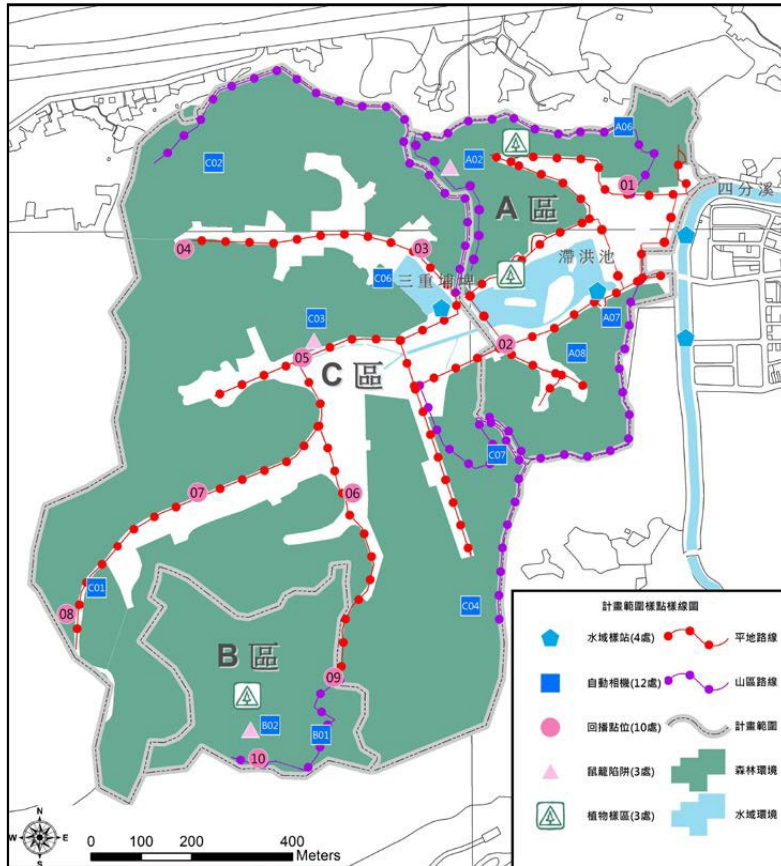 A06
C02
A02
01
四分溪
A區
04
03
滯洪池
C06
三重埔埤
C03
A07
02
05
A08
C區
C07
07
06
C01
C04
08
B區
09
B02
B01
10
N
W
E
S
0
100
200
400
Meters
計畫範圍樣點樣線圖
水域樣站(4處)
平地路線
自動相機(12處)
山區路線
回播點位(10處)
計畫範圍
鼠籠陷阱(3處)
森林環境
植物樣區(3處)
水域環境